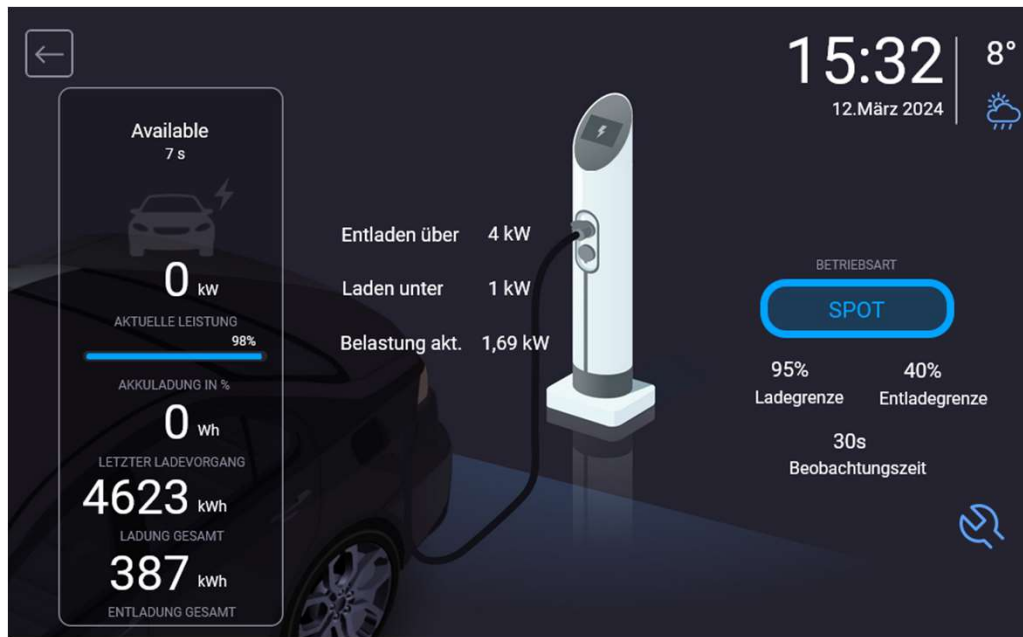 15:32
8°
12.März 2024
Available
7 s
0 kW
AKTUELLE LEISTUNG
98%
AKKULADUNG IN %
0 Wh
LETZTER LADEVORGANG
4623 kWh
LADUNG GESAMT
387 kWh
ENTLADUNG GESAMT
Entladen über 4 kW
Laden unter 1 kW
Belastung akt. 1,69 kW
BETRIEBSART
SPOT
95% 40%
Ladegrenze Entladegrenze
30s
Beobachtungszeit